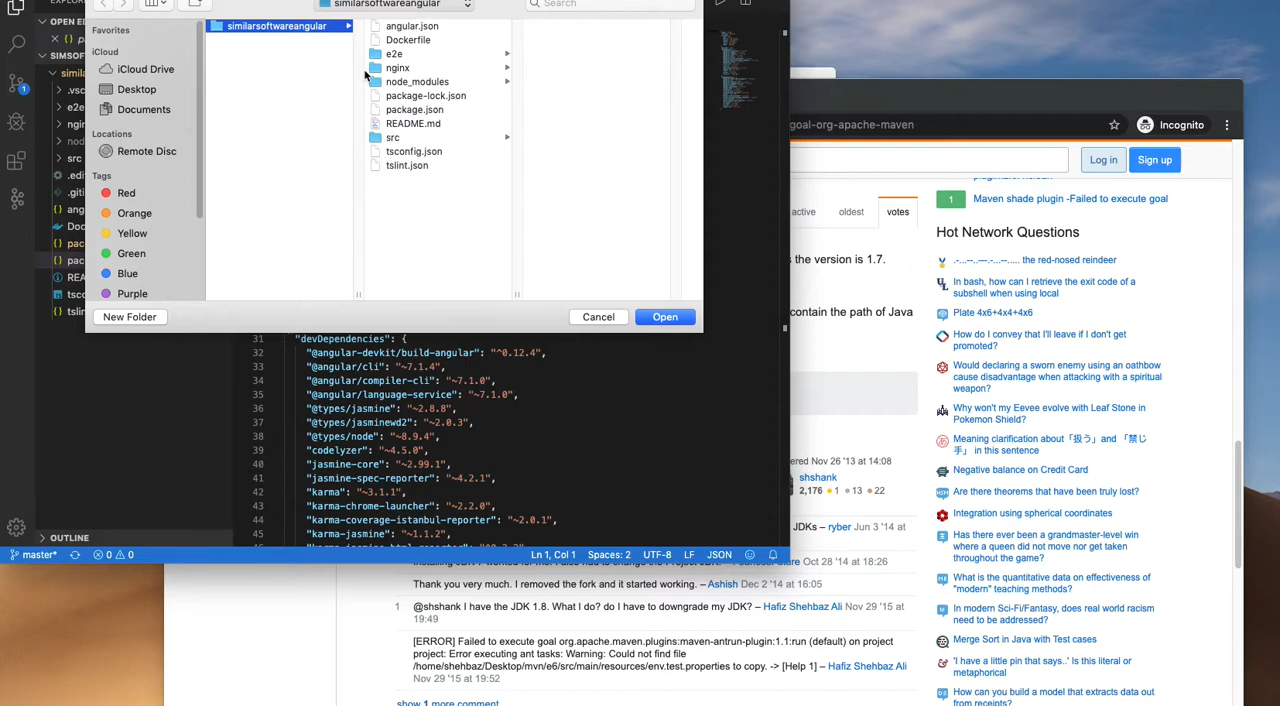 EXPLOR
SIMSOF
simila
.vsc
e2e
ngin
nod
src
.edi
.giti
ang
Doc
pac
pac
REA
tsco
tslin
OUTLINE
similarsoftwareangular
Search
Favorites
iCloud
iCloud Drive
Desktop
Documents
Locations
Remote Disc
Tags
Red
Orange
Yellow
Green
Blue
Purple
similarsoftwareangular
angular.json
Dockerfile
e2e
nginx
node_modules
package-lock.json
package.json
README.md
src
tsconfig.json
tslint.json
New Folder
Cancel
Open
31 "devDependencies": {
32 "@angular-devkit/build-angular": "^0.12.4",
33 "@angular/cli": "~7.1.4",
34 "@angular/compiler-cli": "~7.1.0",
35 "@angular/language-service": "~7.1.0",
36 "@types/jasmine": "~2.8.8",
37 "@types/jasminewd2": "~2.0.3",
38 "@types/node": "~8.9.4",
39 "codelyzer": "~4.5.0",
40 "jasmine-core": "~2.99.1",
41 "jasmine-spec-reporter": "~4.2.1",
42 "karma": "~3.1.1",
43 "karma-chrome-launcher": "~2.2.0",
44 "karma-coverage-istanbul-reporter": "~2.0.1",
45 "karma-jasmine": "~1.1.2",
master*
0 0
Ln 1, Col 1
Spaces: 2
UTF-8
LF
JSON
goal-org-apache-maven
Incognito
Log in
Sign up
active
oldest
votes
s the version is 1.7.
contain the path of Java
ered Nov 26 '13 at 14:08
shshank
2,176 1 13 22
JDKs – ryber Jun 3 '14 at
Oct 28 '14 at 18:26
Thank you very much. I removed the fork and it started working. – Ashish Dec 2 '14 at 16:05
1 @shshank I have the JDK 1.8. What I do? do I have to downgrade my JDK? – Hafiz Shehbaz Ali Nov 29 '15 at
19:49
[ERROR] Failed to execute goal org.apache.maven.plugins:maven-antrun-plugin:1.1:run (default) on project
project: Error executing ant tasks: Warning: Could not find file
/home/shehbaz/Desktop/mvn/e6/src/main/resources/env.test.properties to copy. -> [Help 1] – Hafiz Shehbaz Ali
Nov 29 '15 at 19:52
show 1 more comment
1 Maven shade plugin -Failed to execute goal
Hot Network Questions
.-...--..-—.-...--..... the red-nosed reindeer
In bash, how can I retrieve the exit code of a
subshell when using local
Plate 4x6+4x4+4x6
How do I convey that I'll leave if I don't get
promoted?
Would declaring a sworn enemy using an oathbow
cause disadvantage when attacking with a spiritual
weapon?
Why won't my Eevee evolve with Leaf Stone in
Pokemon Shield?
Meaning clarification about「扱う」and 「禁じ
手」 in this sentence
Negative balance on Credit Card
Are there theorems that have been truly lost?
Integration using spherical coordinates
Has there ever been a grandmaster-level win
where a queen did not move nor get taken
throughout the game?
What is the quantitative data on effectiveness of
"modern" teaching methods?
In modern Sci-Fi/Fantasy, does real world racism
need to be addressed?
Merge Sort in Java with Test cases
'I have a little pin that says..' Is this literal or
metaphorical
How can you build a model that extracts data out
from receipts?